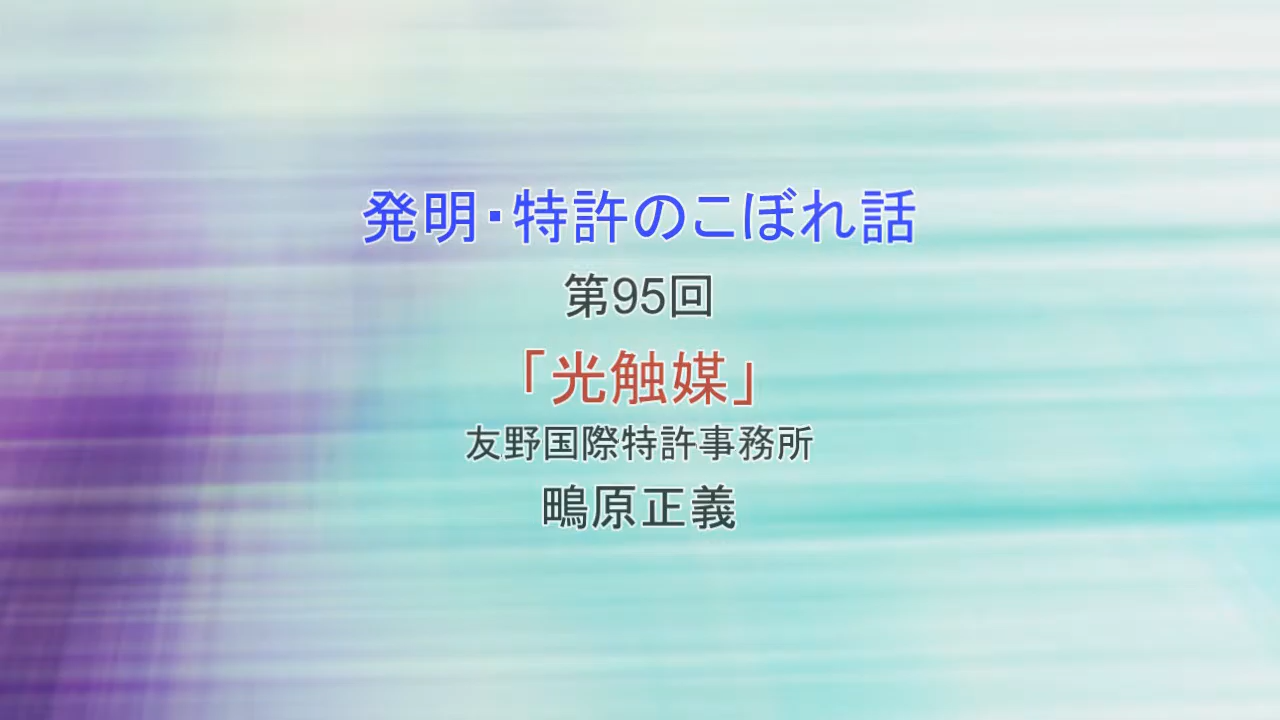 発明・特許のこぼれ話
第95回
「光触媒」
友野国際特許事務所
鴫原正義